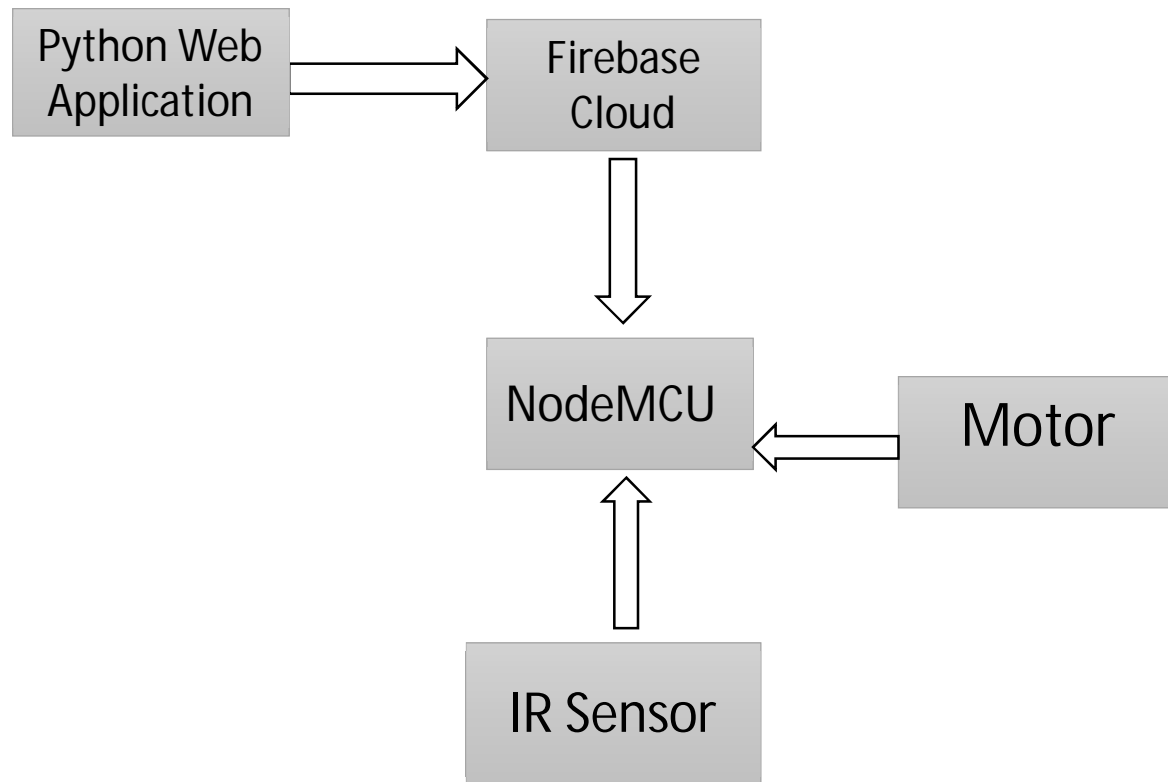 Python Web
Application
Firebase
Cloud
NodeMCU
Motor
IR Sensor